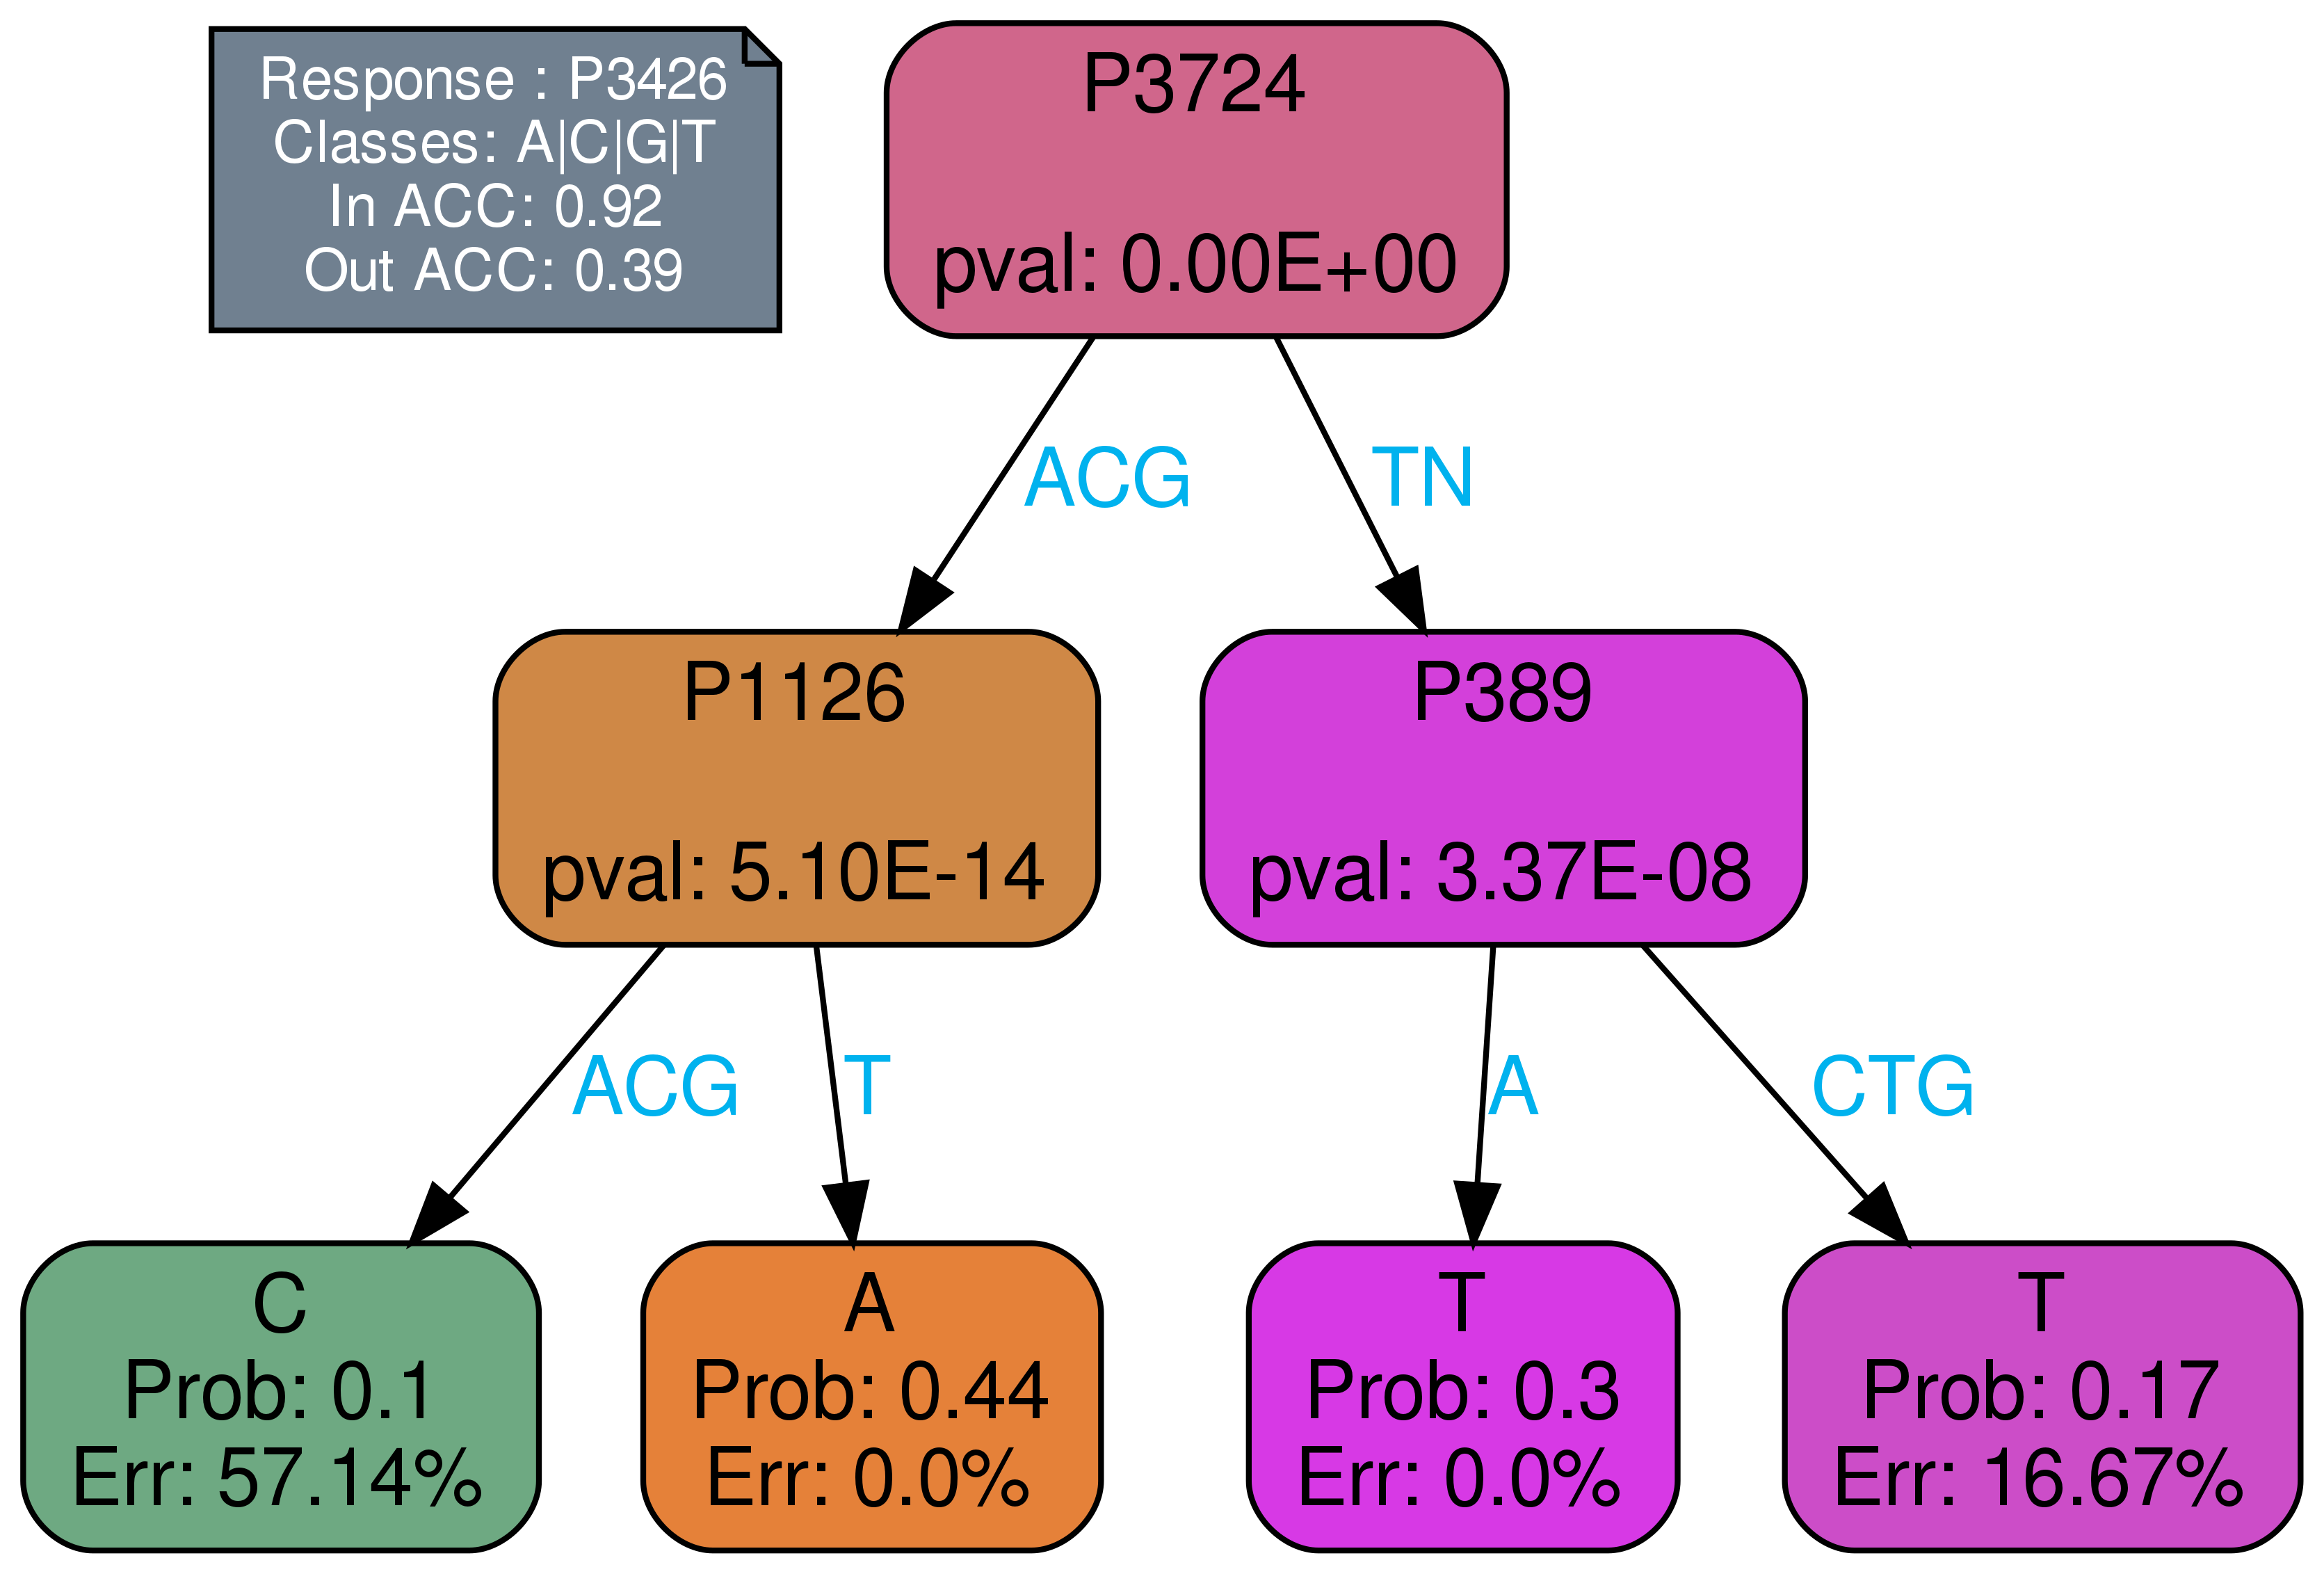 Response : P3426
Classes: A|C|G|T
In ACC: 0.92
Out ACC: 0.39
P3724
pval: 0.00E+00
ACG
TN
P1126
pval: 5.10E-14
P389
pval: 3.37E-08
ACG
T
A
CTG
C
Prob: 0.1
Err: 57.14%
A
Prob: 0.44
Err: 0.0%
T
Prob: 0.3
Err: 0.0%
T
Prob: 0.17
Err: 16.67%